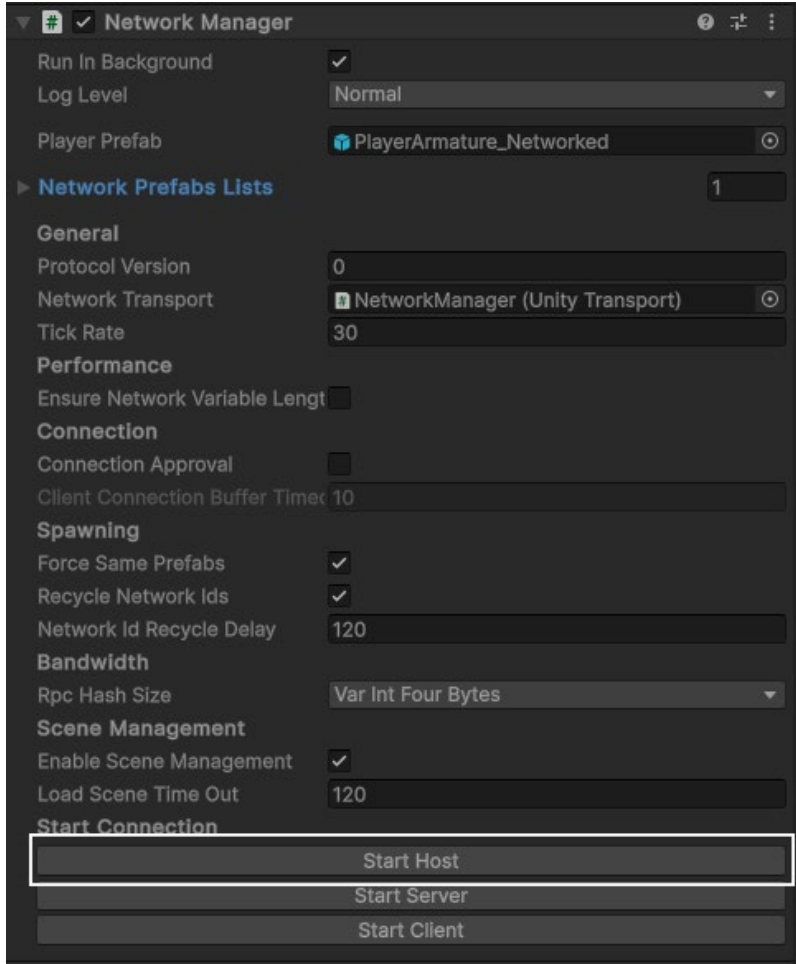 Network Manager
Run In Background
Log Level Normal
Player Prefab PlayerArmature_Networked
Network Prefabs Lists 1
General
Protocol Version 0
Network Transport NetworkManager (Unity Transport)
Tick Rate 30
Performance
Ensure Network Variable Lengt
Connection
Connection Approval
Client Connection Buffer Timeo 10
Spawning
Force Same Prefabs
Recycle Network Ids
Network Id Recycle Delay 120
Bandwidth
Rpc Hash Size Var Int Four Bytes
Scene Management
Enable Scene Management
Load Scene Time Out 120
Start Connection
Start Host
Start Server
Start Client